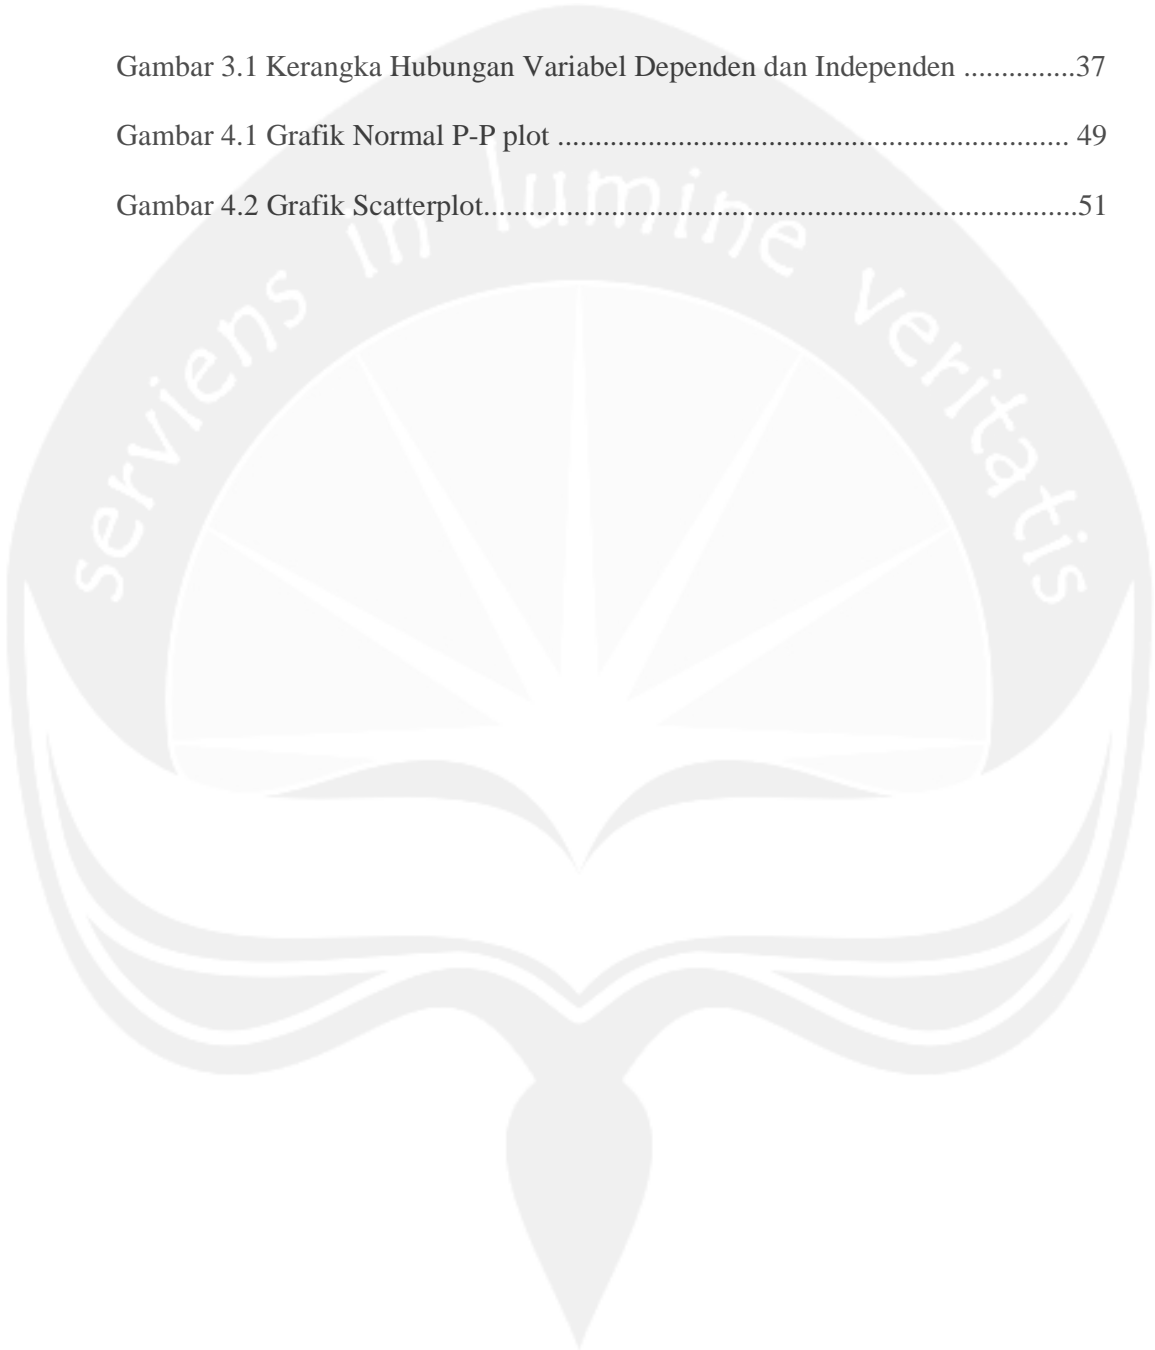 Gambar 3.1 Kerangka Hubungan Variabel Dependen dan Independen ...............37
Gambar 4.1 Grafik Normal P-P plot ......................................................... 49
Gambar 4.2 Grafik Scatterplot..................................................................51
serviens in lumine veritatis